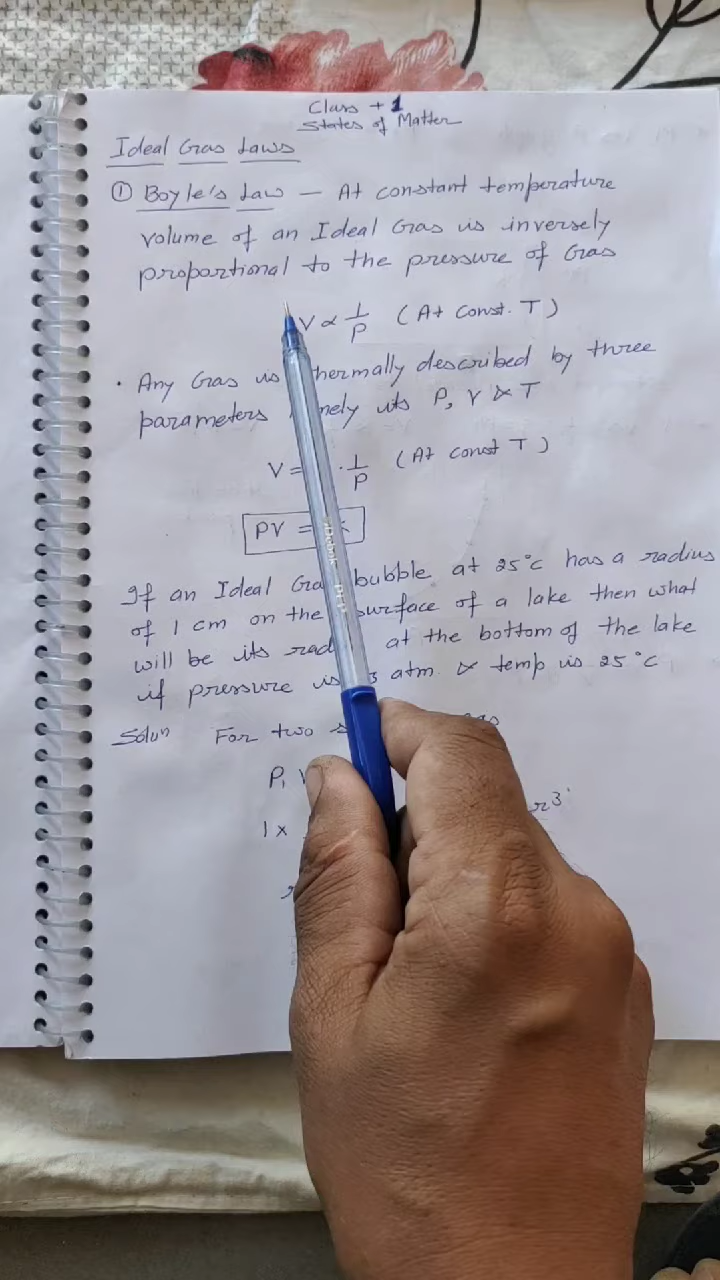 Class + 1
States of Matter
Ideal Gas Laws
① Boyle's Law — At constant temperature
volume of an Ideal Gas is inversely
proportional to the pressure of Gas
V ∝ 1/P (At Const. T)
· Any Gas is thermally described by three
parameters its P, V & T
V = . 1/P (At const T)
PV =
If an Ideal Gas bubble at 25°C has a radius
of 1 cm on the surface of a lake then what
will be its at the bottom of the lake
if pressure is 3 atm & temp is 25°C
Soluⁿ For two
P₁
1 x r³